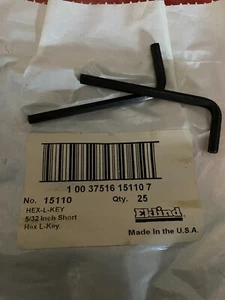 1 00 37516 15110 7
No. 15110 Qty. 25
HEX-L-KEY
5/32 Inch Short
Hex L-Key
Eklind
Made in the U.S.A.